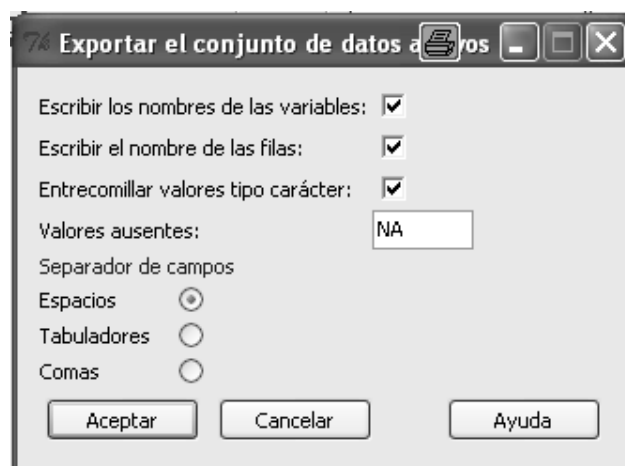 Exportar el conjunto de datos a vos
Escribir los nombres de las variables:
Escribir el nombre de las filas:
Entrecomillar valores tipo carácter:
Valores ausentes: NA
Separador de campos
Espacios
Tabuladores
Comas
Aceptar Cancelar Ayuda